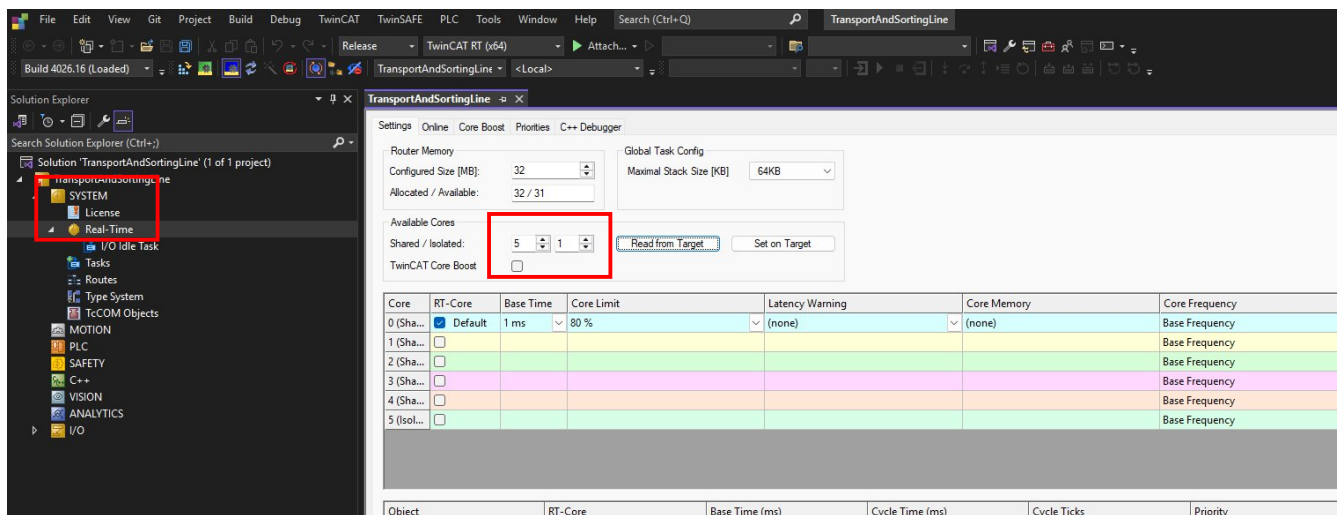 File Edit View Git Project Build Debug TwinCAT TwinSAFE PLC Tools Window Help Search (Ctrl+Q) TransportAndSortingLine
Release TwinCAT RT (x64) Attach...
Build 4026.16 (Loaded) TransportAndSortingLine <Local>
Solution Explorer
TransportAndSortingLine
Search Solution Explorer (Ctrl+;)
Settings Online Core Boost Priorities C++ Debugger
Solution 'TransportAndSortingLine' (1 of 1 project)
TransportAndSortingLine
SYSTEM
License
Real-Time
I/O Idle Task
Tasks
Routes
Type System
TcCOM Objects
MOTION
PLC
SAFETY
C++
VISION
ANALYTICS
I/O
Router Memory
Configured Size [MB]: 32
Allocated / Available: 32 / 31
Global Task Config
Maximal Stack Size [KB] 64KB
Available Cores
Shared / Isolated: 5 1 Read from Target Set on Target
TwinCAT Core Boost
Core RT-Core Base Time Core Limit Latency Warning Core Memory Core Frequency
0 (Sha... Default 1 ms 80 % (none) (none) Base Frequency
1 (Sha... Base Frequency
2 (Sha... Base Frequency
3 (Sha... Base Frequency
4 (Sha... Base Frequency
5 (Isol... Base Frequency
Object RT-Core Base Time (ms) Cycle Time (ms) Cycle Ticks Priority